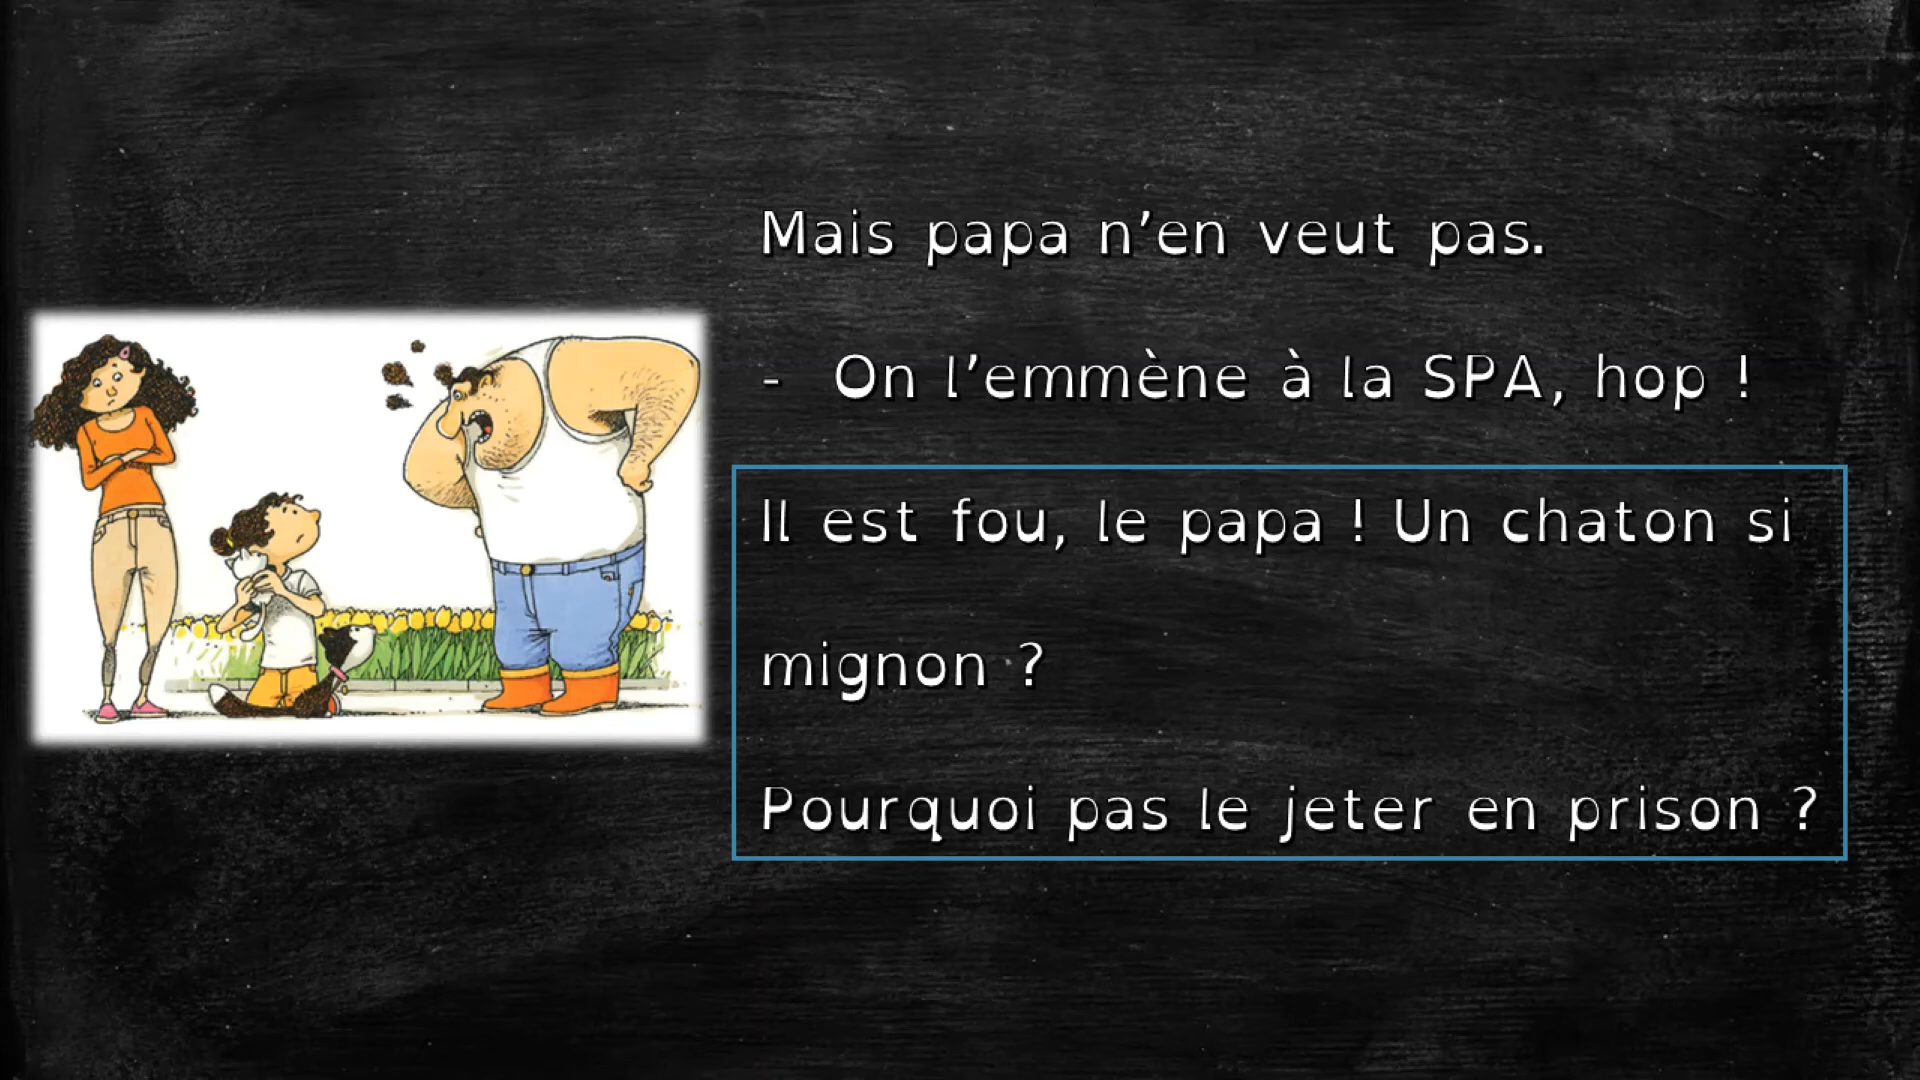 Mais papa n’en veut pas.
- On l’emmène à la SPA, hop !
Il est fou, le papa ! Un chaton si
mignon ?
Pourquoi pas le jeter en prison ?